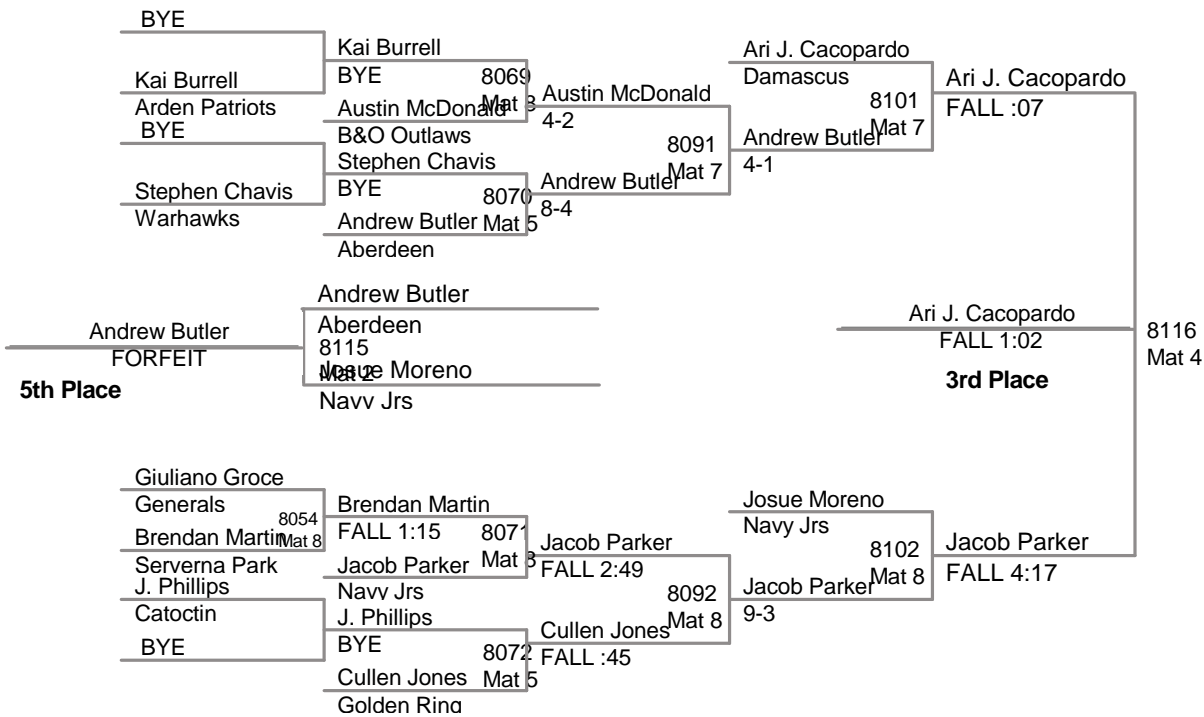 BYE
Kai Burrell
Arden Patriots
BYE
Stephen Chavis
Warhawks
Kai Burrell
BYE
8069
Mat 8
Austin McDonald
B&O Outlaws
Stephen Chavis
BYE
8070
Mat 5
Andrew Butler
Aberdeen
Austin McDonald
4-2
8091
Mat 7
Andrew Butler
8-4
Ari J. Cacopardo
Damascus
8101
Mat 7
Andrew Butler
4-1
Ari J. Cacopardo
FALL :07
Andrew Butler
FORFEIT
5th Place
Andrew Butler
Aberdeen
8115
Mat 2
Josue Moreno
Navy Jrs
Ari J. Cacopardo
FALL 1:02
3rd Place
8116
Mat 4
Giuliano Groce
Generals
8054
Mat 8
Brendan Martin
Serverna Park
J. Phillips
Catoctin
BYE
Brendan Martin
FALL 1:15
8071
Mat 8
Jacob Parker
Navy Jrs
J. Phillips
BYE
8072
Mat 5
Cullen Jones
Golden Ring
Jacob Parker
FALL 2:49
8092
Mat 8
Cullen Jones
FALL :45
Josue Moreno
Navy Jrs
8102
Mat 8
Jacob Parker
9-3
Jacob Parker
FALL 4:17